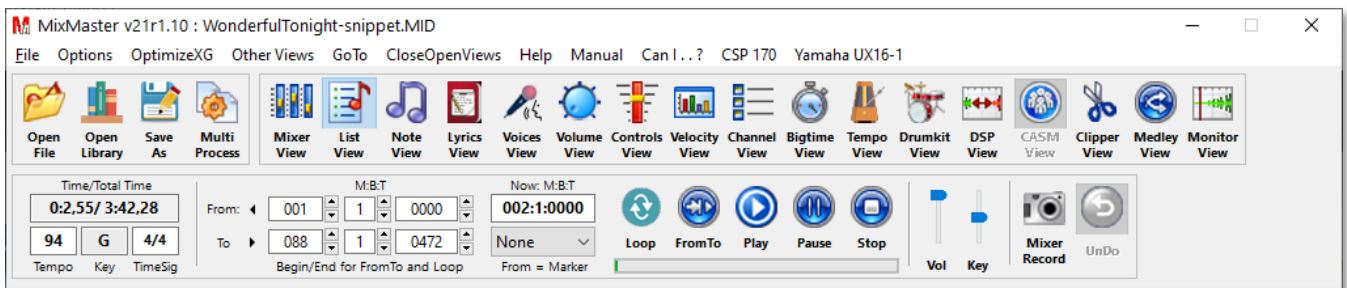 MixMaster v21r1.10 : WonderfulTonight-snippet.MID
File Options OptimizeXG Other Views GoTo CloseOpenViews Help Manual Can I. . ? CSP 170 Yamaha UX16-1
Open File
Open Library
Save As
Multi Process
Mixer View
List View
Note View
Lyrics View
Voices View
Volume View
Controls View
Velocity View
Channel View
Bigtime View
Tempo View
Drumkit View
DSP View
CASM View
Clipper View
Medley View
Monitor View
Time/Total Time
0:2,55/ 3:42,28
94 G 4/4
Tempo Key TimeSig
M:B:T
From: 001 1 0000
To 088 1 0472
Begin/End for FromTo and Loop
Now: M:B:T
002:1:0000
None
From = Marker
Loop
FromTo
Play
Pause
Stop
Vol
Key
Mixer Record
UnDo